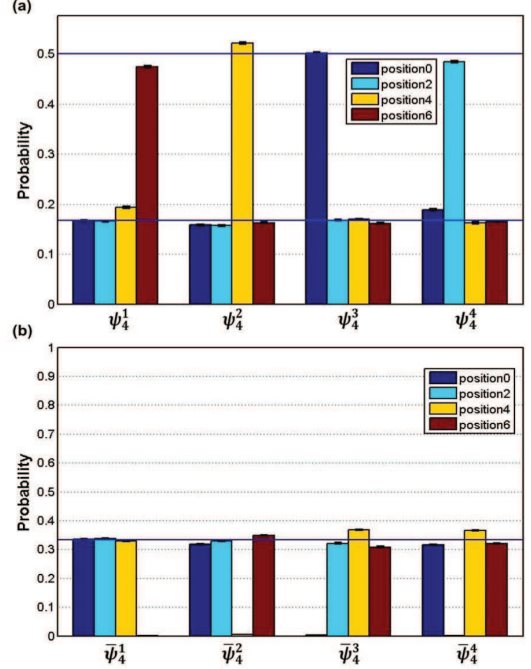 (a)
0.5
0.4
0.3
0.2
0.1
0
Probability
position0
position2
position4
position6
ψ₄¹ ψ₄² ψ₄³ ψ₄⁴
(b)
1
0.9
0.8
0.7
0.6
0.5
0.4
0.3
0.2
0.1
0
Probability
position0
position2
position4
position6
ψ̄₄¹ ψ̄₄² ψ̄₄³ ψ̄₄⁴